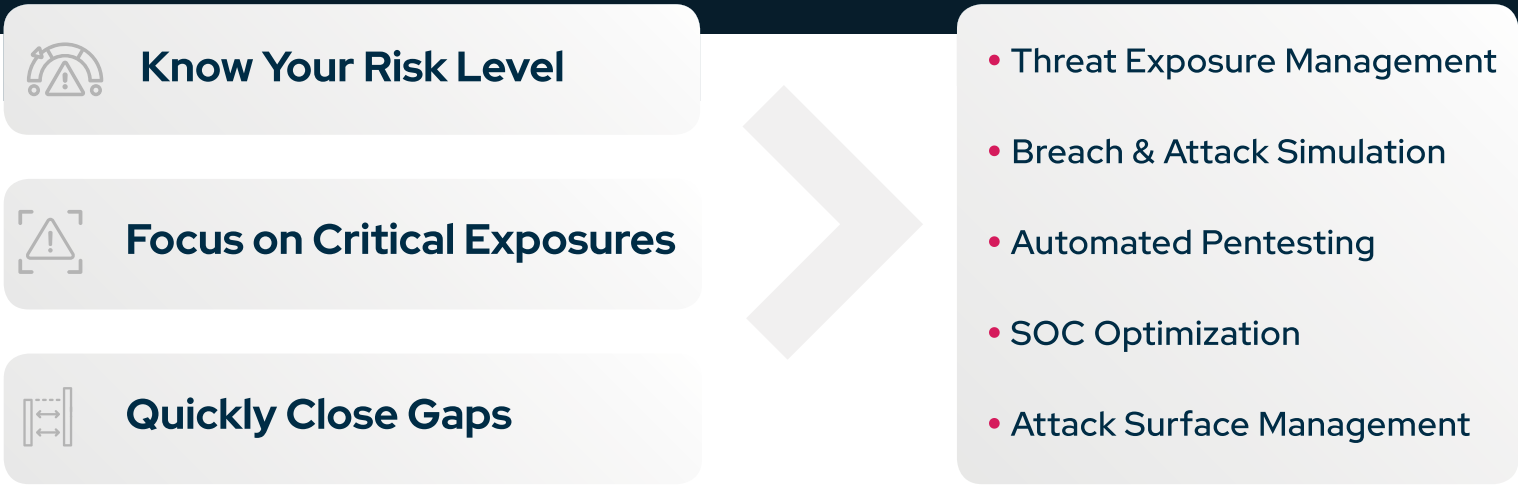 Know Your Risk Level
Focus on Critical Exposures
Quickly Close Gaps
• Threat Exposure Management
• Breach & Attack Simulation
• Automated Pentesting
• SOC Optimization
• Attack Surface Management